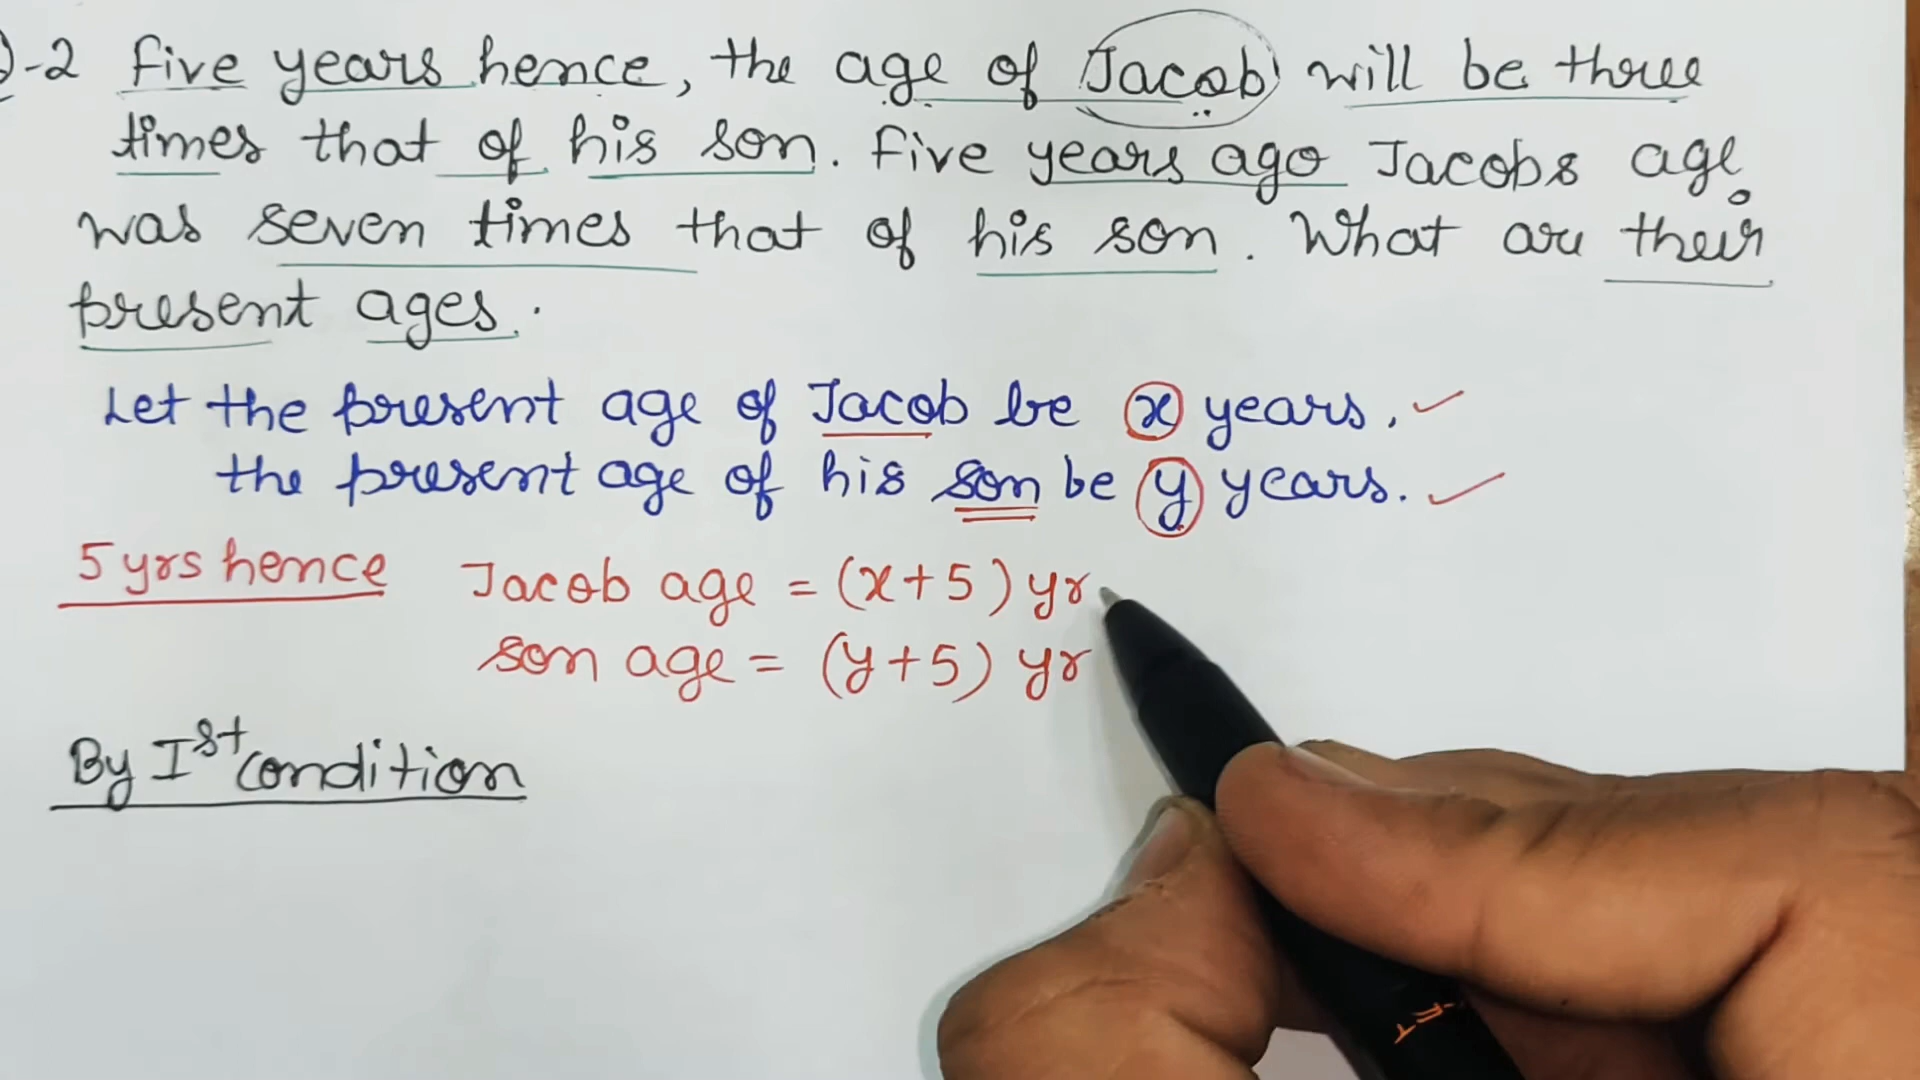 -2 Five years hence, the age of Jacob will be three
times that of his son. Five years ago Jacobs age
was seven times that of his son. What are their
present ages.
Let the present age of Jacob be x years.
the present age of his son be y years.
5 yrs hence Jacob age = (x+5) yr
son age = (y+5) yr
By Ist condition